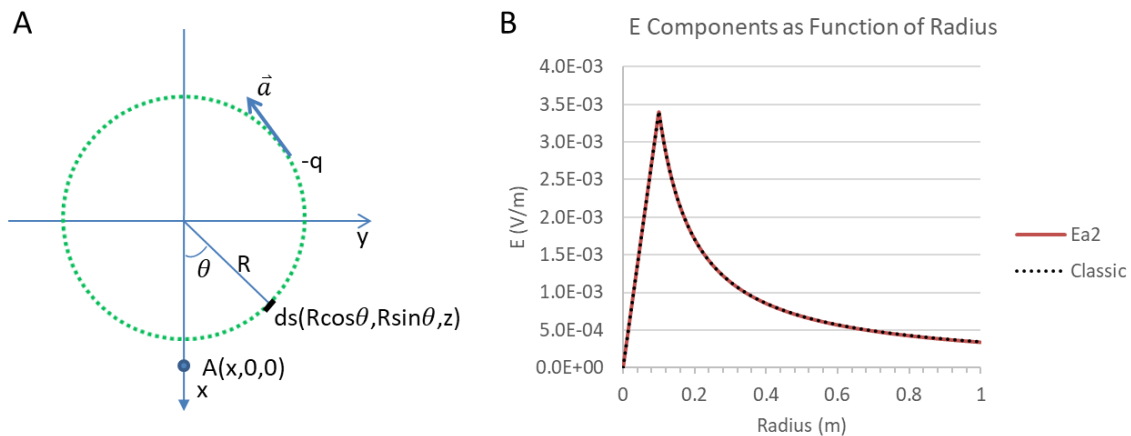 A
a⃗
-q
y
θ
R
ds(Rcosθ,Rsinθ,z)
A(x,0,0)
x
B
E Components as Function of Radius
4.0E-03
3.5E-03
3.0E-03
2.5E-03
2.0E-03
1.5E-03
1.0E-03
5.0E-04
0.0E+00
E (V/m)
0 0.2 0.4 0.6 0.8 1
Radius (m)
Ea2
Classic